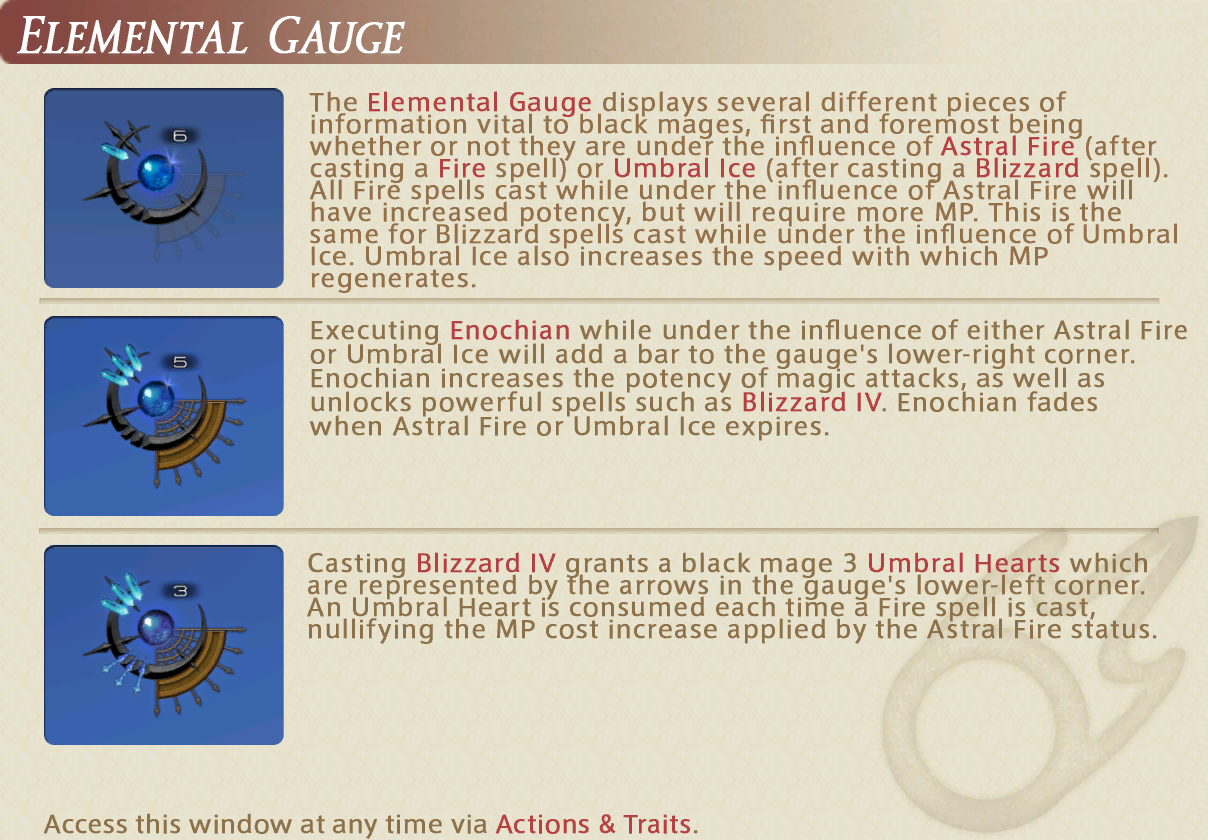 ELEMENTAL GAUGE
6
The Elemental Gauge displays several different pieces of
information vital to black mages, first and foremost being
whether or not they are under the influence of Astral Fire (after
casting a Fire spell) or Umbral Ice (after casting a Blizzard spell).
All Fire spells cast while under the influence of Astral Fire will
have increased potency, but will require more MP. This is the
same for Blizzard spells cast while under the influence of Umbral
Ice. Umbral Ice also increases the speed with which MP
regenerates.
5
Executing Enochian while under the influence of either Astral Fire
or Umbral Ice will add a bar to the gauge's lower-right corner.
Enochian increases the potency of magic attacks, as well as
unlocks powerful spells such as Blizzard IV. Enochian fades
when Astral Fire or Umbral Ice expires.
3
Casting Blizzard IV grants a black mage 3 Umbral Hearts which
are represented by the arrows in the gauge's lower-left corner.
An Umbral Heart is consumed each time a Fire spell is cast,
nullifying the MP cost increase applied by the Astral Fire status.
Access this window at any time via Actions & Traits.